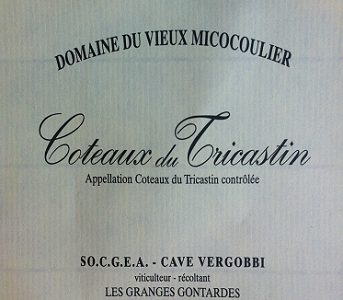 DOMAINE DU VIEUX MICOCOULIER
Coteaux du Tricastin
Appellation Coteaux du Tricastin contrôlée
SO.C.G.E.A. - CAVE VERGOBBI
viticulteur - récoltant
LES GRANGES GONTARDES